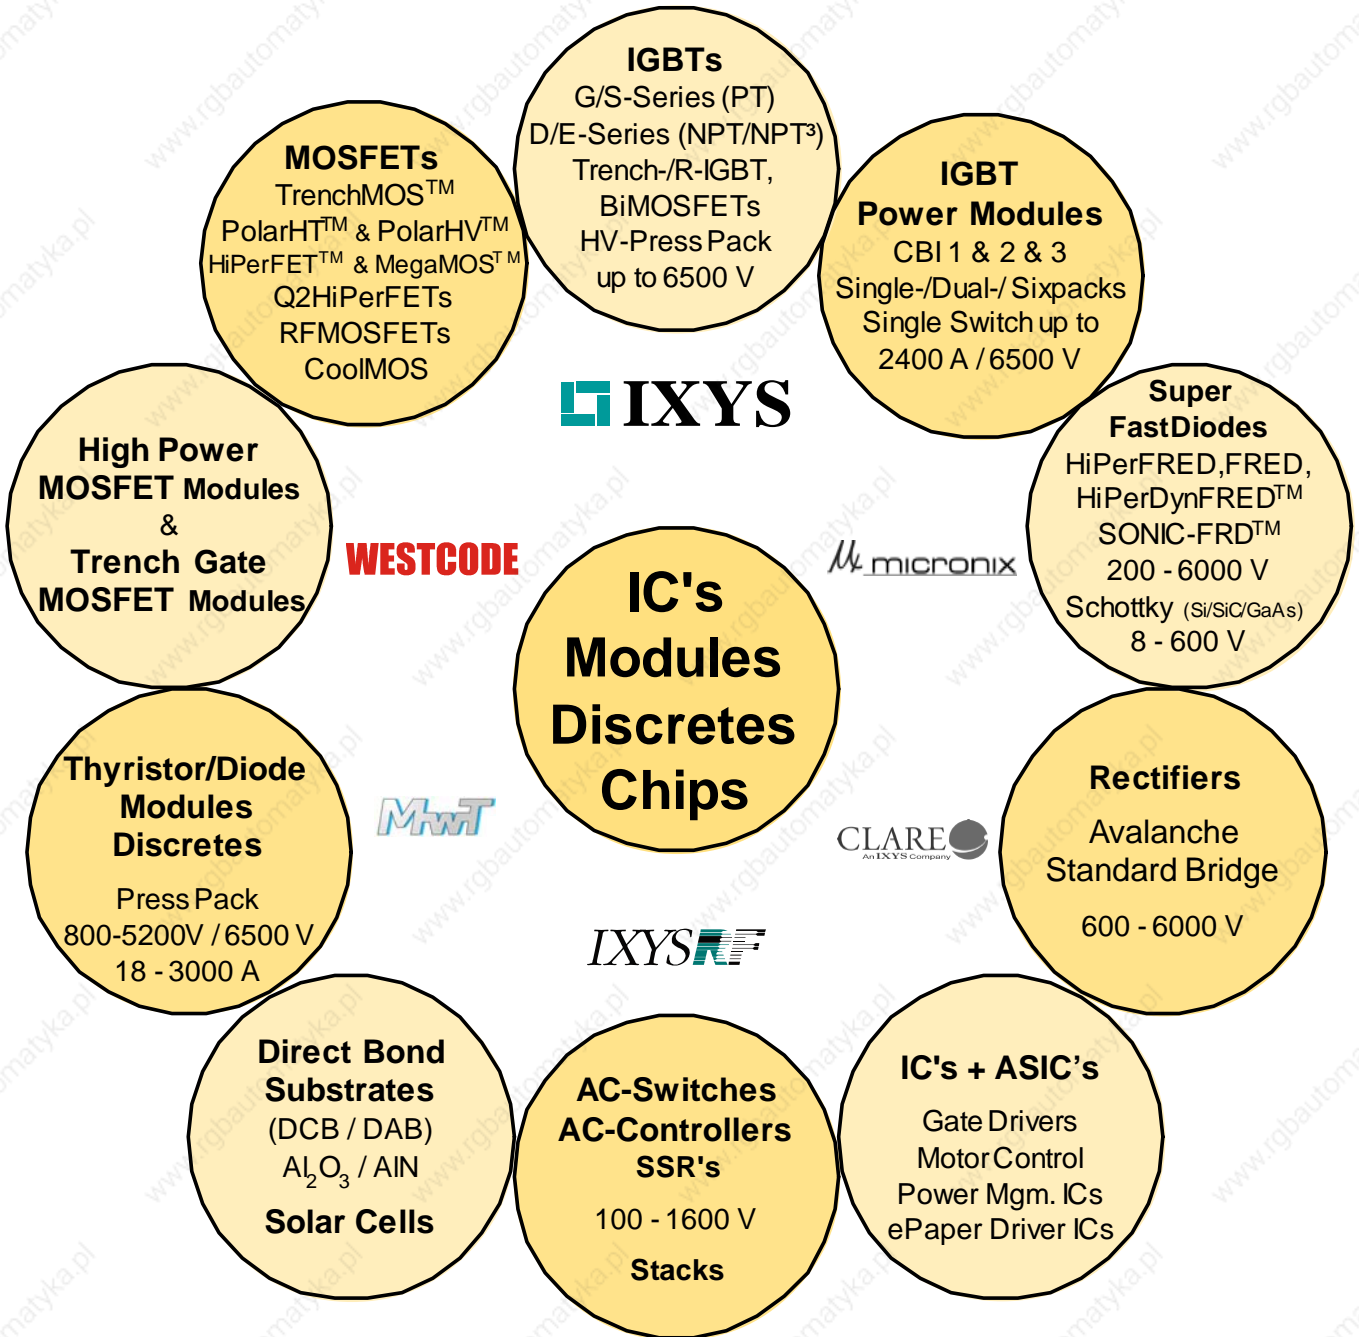 IGBTs
G/S-Series (PT)
D/E-Series (NPT/NPT³)
Trench-/R-IGBT,
BiMOSFETs
HV-Press Pack
up to 6500 V
MOSFETs
TrenchMOS™
PolarHT™ & PolarHV™
HiPerFET™ & MegaMOS™
Q2HiPerFETs
RFMOSFETs
CoolMOS
IGBT
Power Modules
CBI 1 & 2 & 3
Single-/Dual-/ Sixpacks
Single Switch up to
2400 A / 6500 V
IXYS
High Power
MOSFET Modules
&
Trench Gate
MOSFET Modules
Super
FastDiodes
HiPerFRED,FRED,
HiPerDynFRED™
SONIC-FRD™
200 - 6000 V
Schottky (Si/SiC/GaAs)
8 - 600 V
WESTCODE
micronix
IC's
Modules
Discretes
Chips
Thyristor/Diode
Modules
Discretes
Press Pack
800-5200V / 6500 V
18 - 3000 A
MwT
CLARE
An IXYS Company
Rectifiers
Avalanche
Standard Bridge
600 - 6000 V
IXYSRF
Direct Bond
Substrates
(DCB / DAB)
Al₂O₃ / AlN
Solar Cells
AC-Switches
AC-Controllers
SSR's
100 - 1600 V
Stacks
IC's + ASIC’s
Gate Drivers
Motor Control
Power Mgm. ICs
ePaper Driver ICs
www.rgbautomatyka.pl